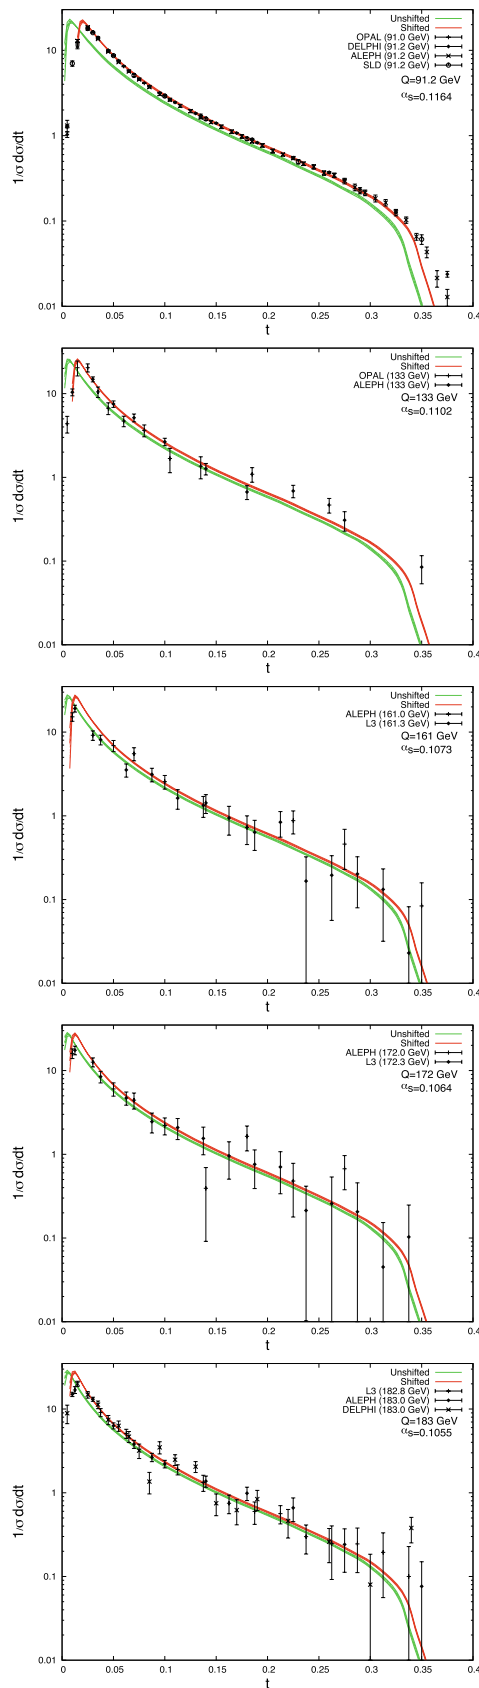 Unshifted
Shifted
OPAL (91.0 GeV)
DELPHI (91.2 GeV)
ALEPH (91.2 GeV)
SLD (91.2 GeV)
Q=91.2 GeV
αs=0.1164
10
1
0.1
0.01
1/σ dσ/dt
0 0.05 0.1 0.15 0.2 0.25 0.3 0.35 0.4
t
Unshifted
Shifted
OPAL (133 GeV)
ALEPH (133 GeV)
Q=133 GeV
αs=0.1102
10
1
0.1
0.01
1/σ dσ/dt
0 0.05 0.1 0.15 0.2 0.25 0.3 0.35 0.4
t
Unshifted
Shifted
ALEPH (161.0 GeV)
L3 (161.3 GeV)
Q=161 GeV
αs=0.1073
10
1
0.1
0.01
1/σ dσ/dt
0 0.05 0.1 0.15 0.2 0.25 0.3 0.35 0.4
t
Unshifted
Shifted
ALEPH (172.0 GeV)
L3 (172.3 GeV)
Q=172 GeV
αs=0.1064
10
1
0.1
0.01
1/σ dσ/dt
0 0.05 0.1 0.15 0.2 0.25 0.3 0.35 0.4
t
Unshifted
Shifted
L3 (182.8 GeV)
ALEPH (183.0 GeV)
DELPHI (183.0 GeV)
Q=183 GeV
αs=0.1055
10
1
0.1
0.01
1/σ dσ/dt
0 0.05 0.1 0.15 0.2 0.25 0.3 0.35 0.4
t